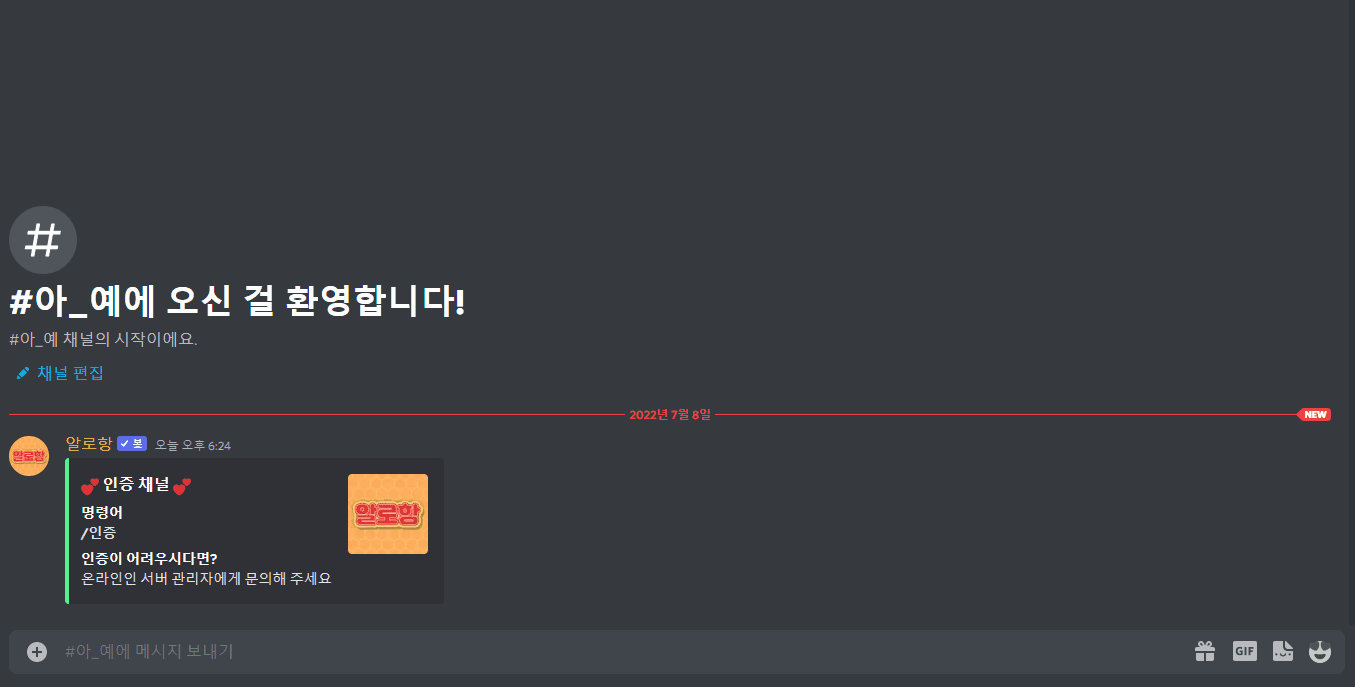 #아_예에 오신 걸 환영합니다!
#아_예 채널의 시작이에요.
채널 편집
2022년 7월 8일 NEW
알로항
알로항 ✓ 봇 오늘 오후 6:24
💕 인증 채널 💕
알로항
명령어
/인증
인증이 어려우시다면?
온라인인 서버 관리자에게 문의해 주세요
#아_예에 메시지 보내기
GIF